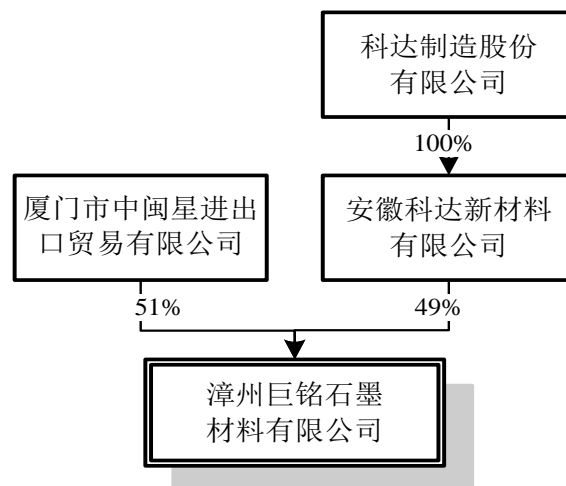 科达制造股份
有限公司
100%
厦门市中闽星进出
口贸易有限公司
安徽科达新材料
有限公司
51%
49%
漳州巨铭石墨
材料有限公司